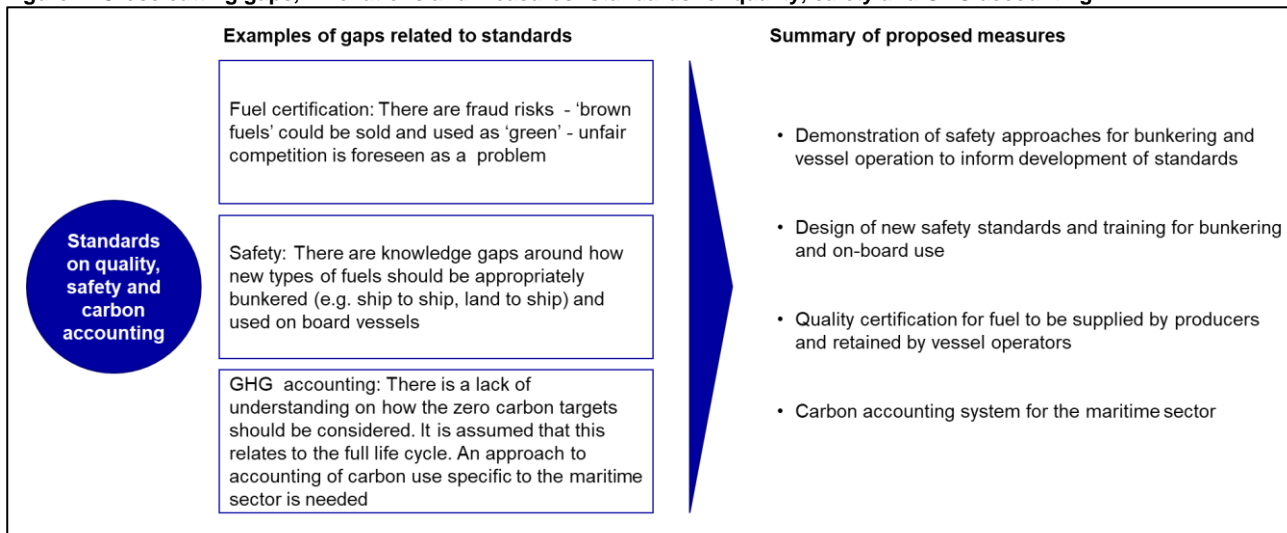 Examples of gaps related to standards
Summary of proposed measures
Standards
on quality,
safety and
carbon
accounting
Fuel certification: There are fraud risks - ‘brown
fuels’ could be sold and used as ‘green’ - unfair
competition is foreseen as a problem
Safety: There are knowledge gaps around how
new types of fuels should be appropriately
bunkered (e.g. ship to ship, land to ship) and
used on board vessels
GHG accounting: There is a lack of
understanding on how the zero carbon targets
should be considered. It is assumed that this
relates to the full life cycle. An approach to
accounting of carbon use specific to the maritime
sector is needed
• Demonstration of safety approaches for bunkering and
vessel operation to inform development of standards
• Design of new safety standards and training for bunkering
and on-board use
• Quality certification for fuel to be supplied by producers
and retained by vessel operators
• Carbon accounting system for the maritime sector